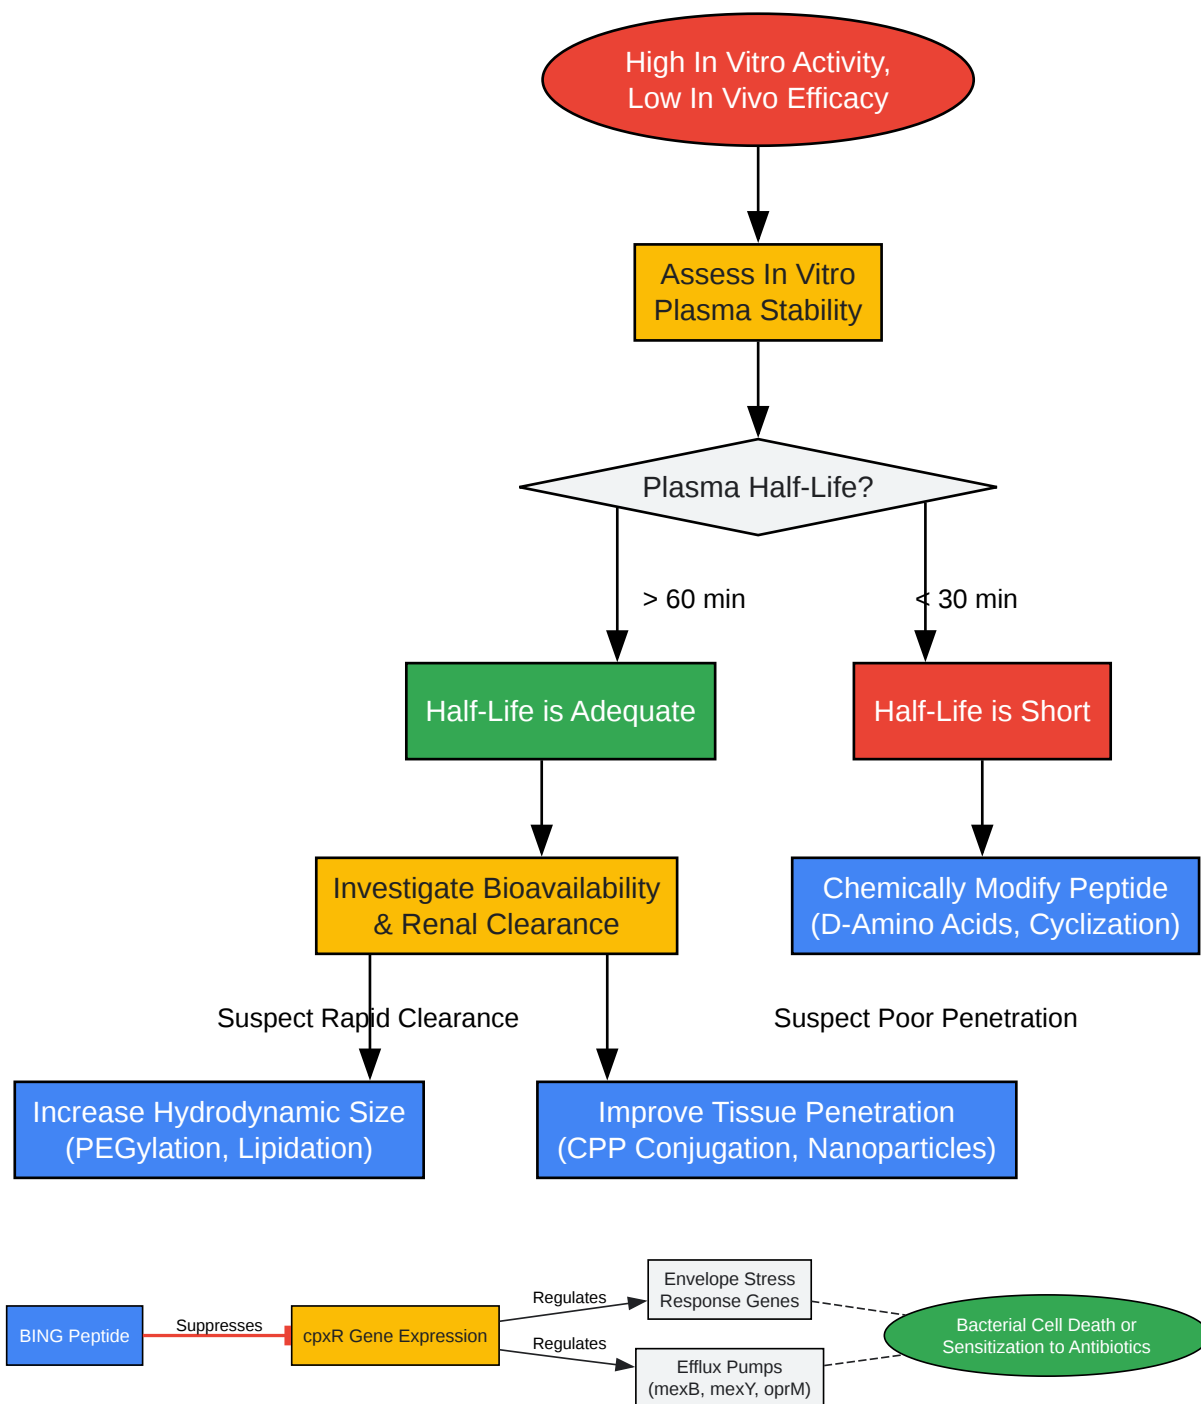 High In Vitro Activity,
Low In Vivo Efficacy
Assess In Vitro
Plasma Stability
Plasma Half-Life?
> 60 min
< 30 min
Half-Life is Adequate
Half-Life is Short
Investigate Bioavailability
& Renal Clearance
Chemically Modify Peptide
(D-Amino Acids, Cyclization)
Suspect Rapid Clearance
Suspect Poor Penetration
Increase Hydrodynamic Size
(PEGylation, Lipidation)
Improve Tissue Penetration
(CPP Conjugation, Nanoparticles)
BING Peptide
Suppresses
cpxR Gene Expression
Regulates
Regulates
Envelope Stress
Response Genes
Efflux Pumps
(mexB, mexY, oprM)
Bacterial Cell Death or
Sensitization to Antibiotics